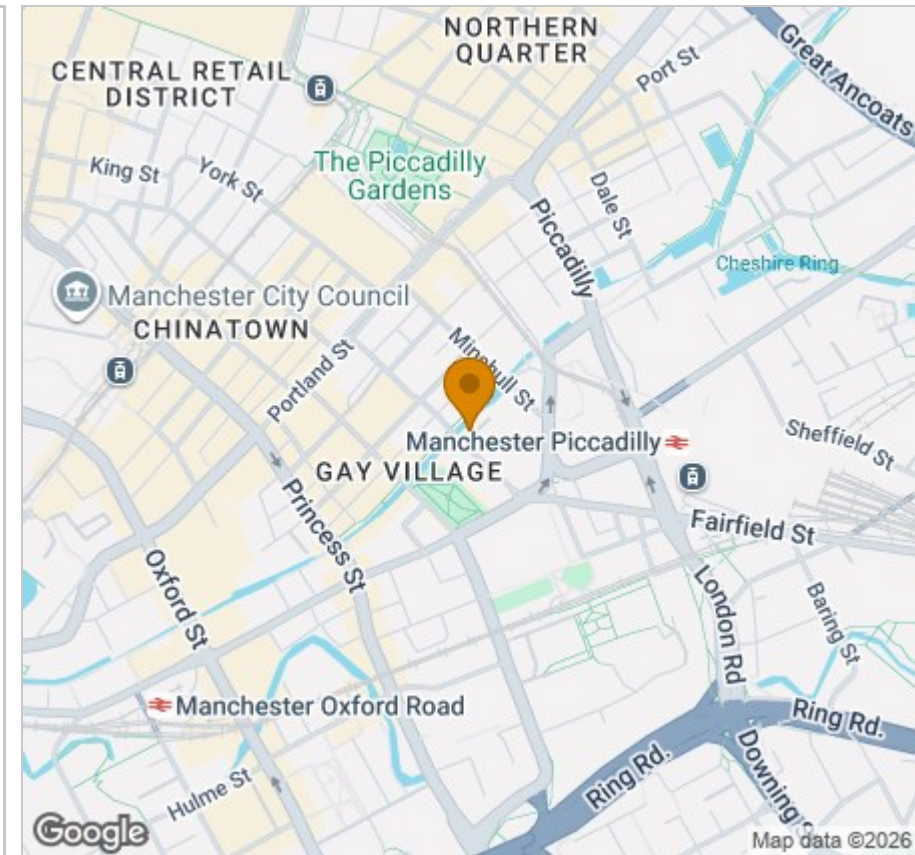 NORTHERN
QUARTER
Port St
Great Ancoats
CENTRAL RETAIL
DISTRICT
King St
York St
The Piccadilly
Gardens
Dale St
Piccadilly
Cheshire Ring
Manchester City Council
CHINATOWN
Portland St
Minshull St
Manchester Piccadilly
Sheffield St
GAY VILLAGE
Princess St
Fairfield St
Oxford St
London Rd
Baring St
Manchester Oxford Road
Ring Rd.
Ring Rd.
Hulme St
Downing S
Google
Map data ©2026